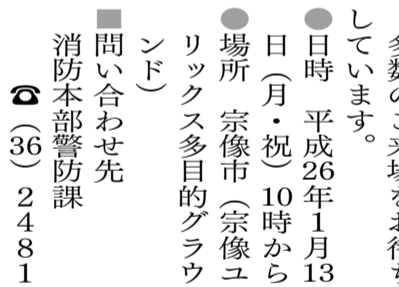 多数のご来場をお待ち
しています。
●日時　平成26年1月13
日（月・祝）10時から
●場所　宗像市（宗像ユ
リックス多目的グラウ
ンド）
■問い合わせ先
消防本部警防課
☎（36）2481